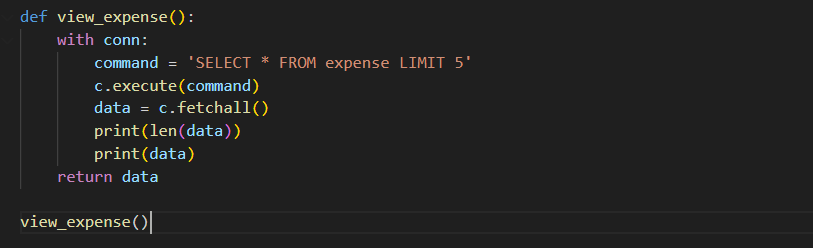 def view_expense():
    with conn:
        command = 'SELECT * FROM expense LIMIT 5'
        c.execute(command)
        data = c.fetchall()
        print(len(data))
        print(data)
    return data

view_expense()